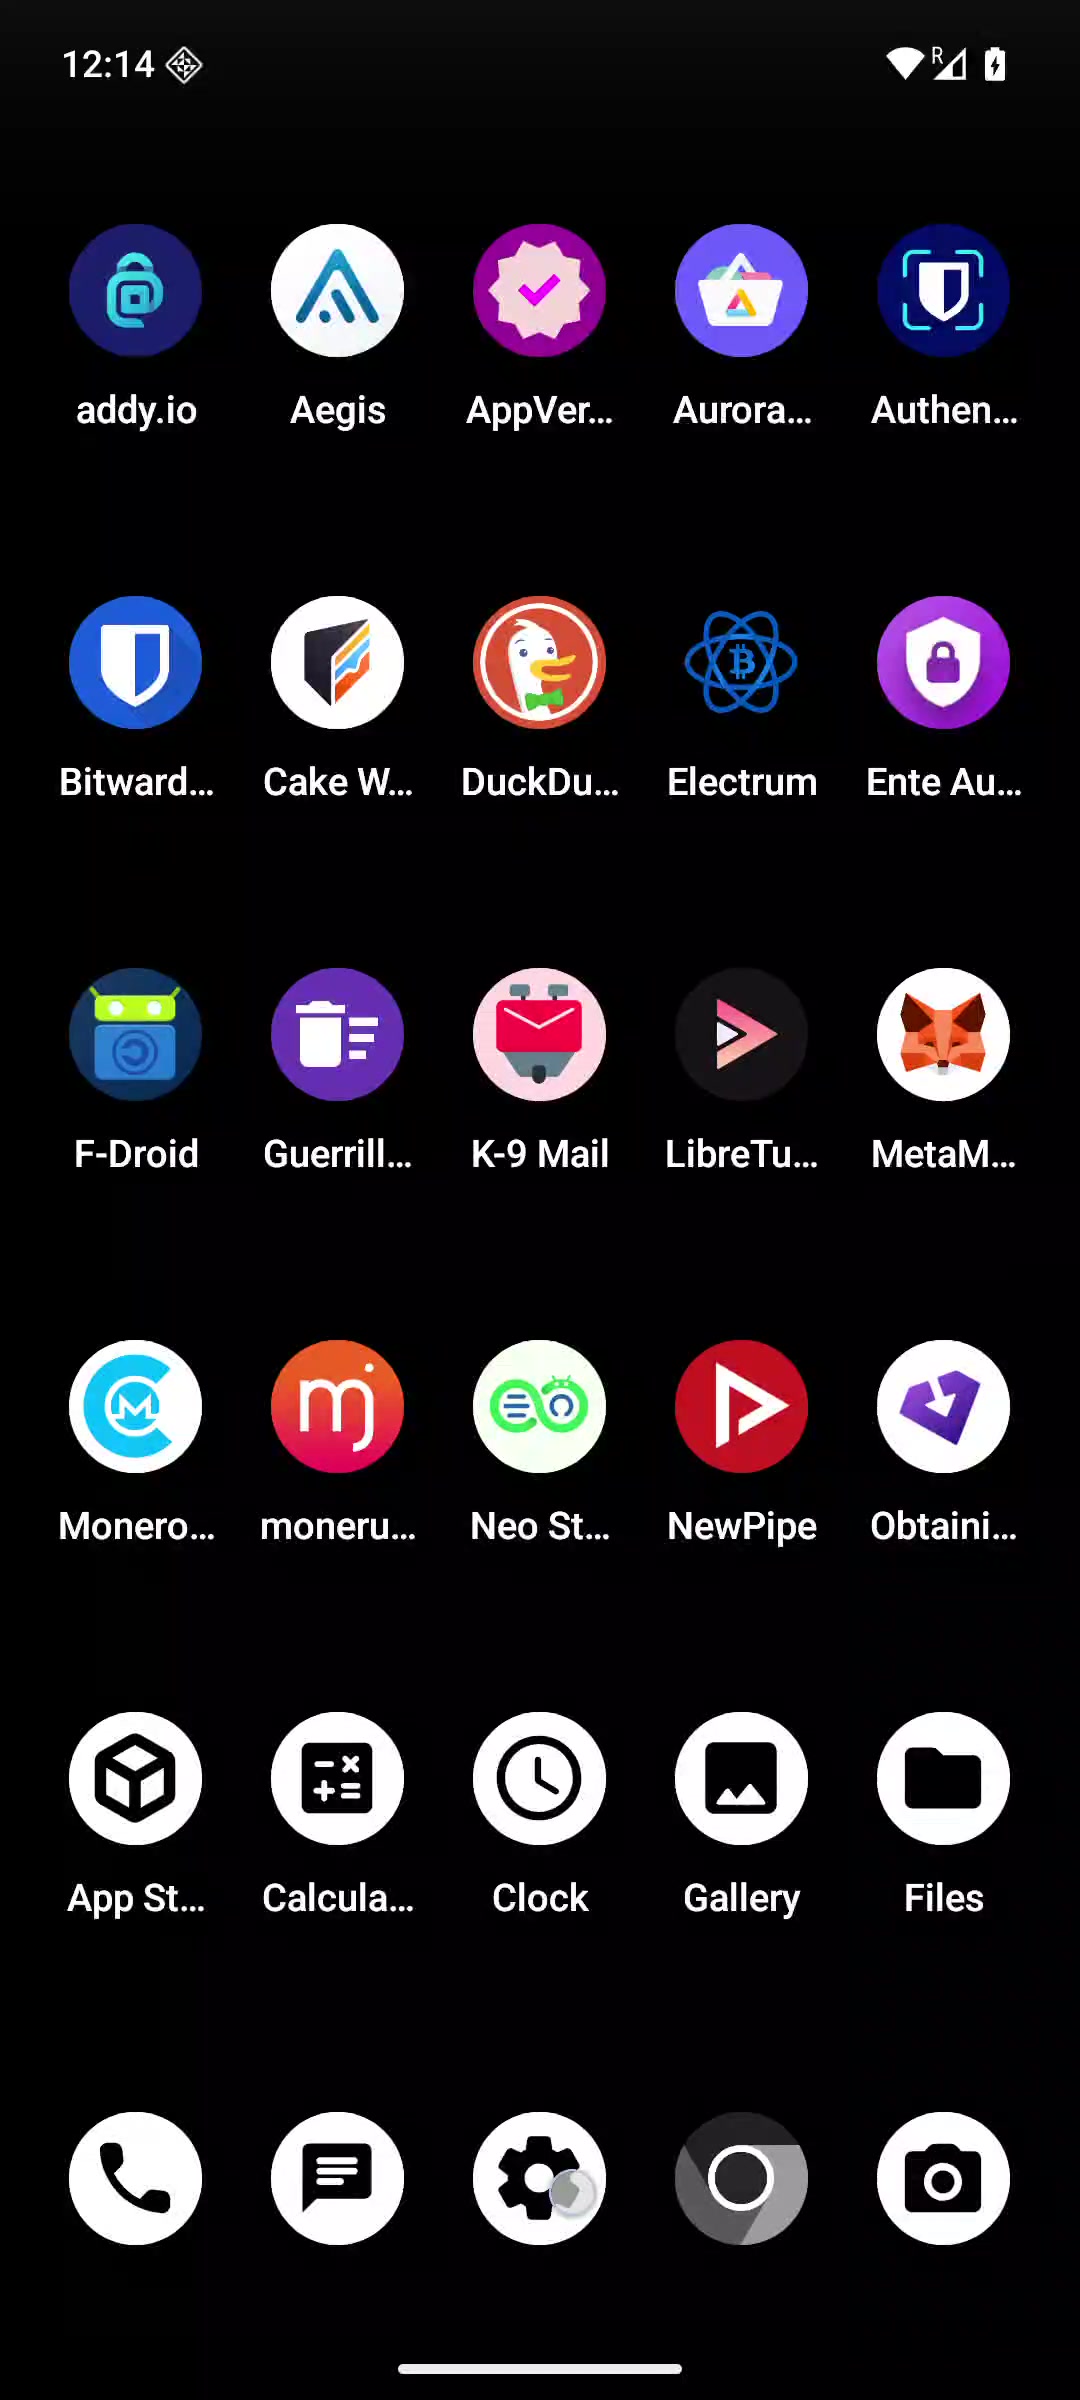 12:14 R
addy.io Aegis AppVer... Aurora... Authen...
Bitward... Cake W... DuckDu... Electrum Ente Au...
F-Droid Guerrill... K-9 Mail LibreTu... MetaM...
Monero... moneru... Neo St... NewPipe Obtaini...
App St... Calcula... Clock Gallery Files